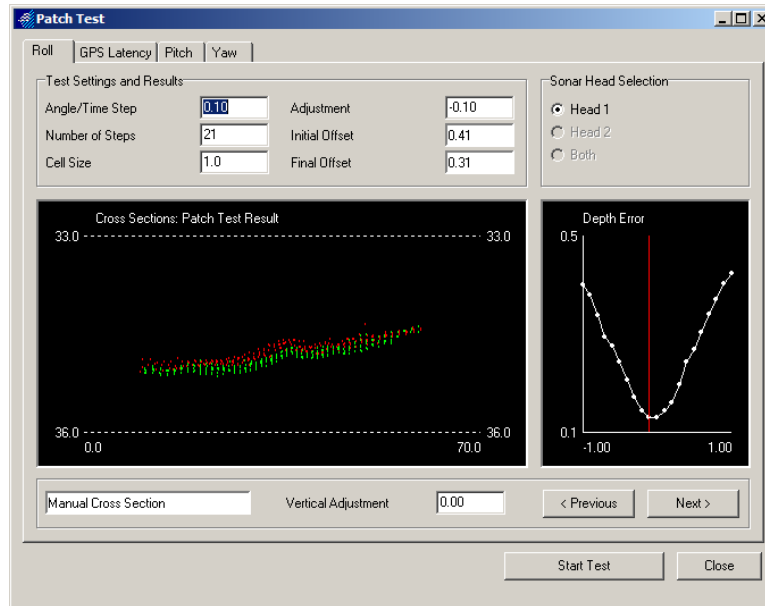 Patch Test
Roll GPS Latency Pitch Yaw
Test Settings and Results
Angle/Time Step 0.10 Adjustment -0.10
Number of Steps 21 Initial Offset 0.41
Cell Size 1.0 Final Offset 0.31
Sonar Head Selection
Head 1
Head 2
Both
Cross Sections: Patch Test Result
33.0 33.0
36.0 36.0
0.0 70.0
Depth Error
0.5
0.1
-1.00 1.00
Manual Cross Section Vertical Adjustment 0.00 < Previous Next >
Start Test Close